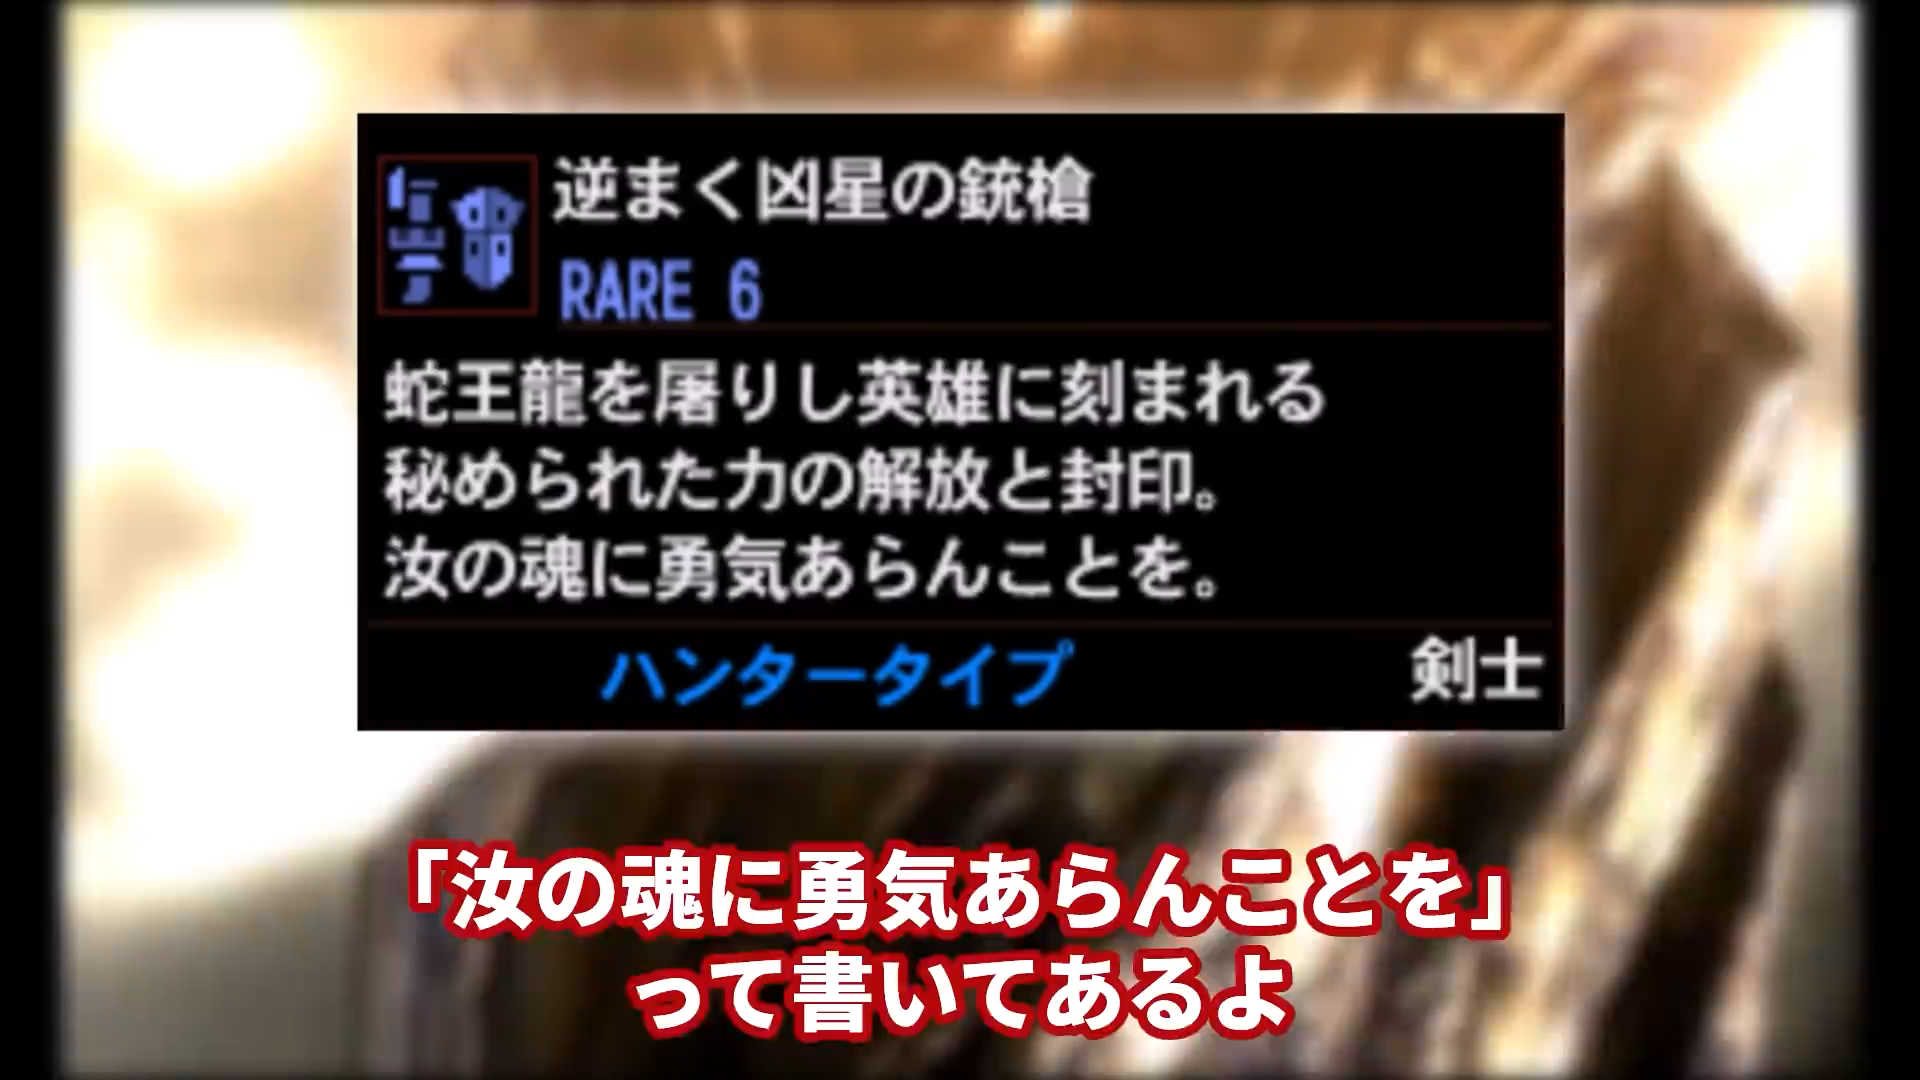 逆まく凶星の銃槍
RARE 6
蛇王龍を屠りし英雄に刻まれる
秘められた力の解放と封印。
汝の魂に勇気あらんことを。
ハンタータイプ
剣士
「汝の魂に勇気あらんことを」
って書いてあるよ